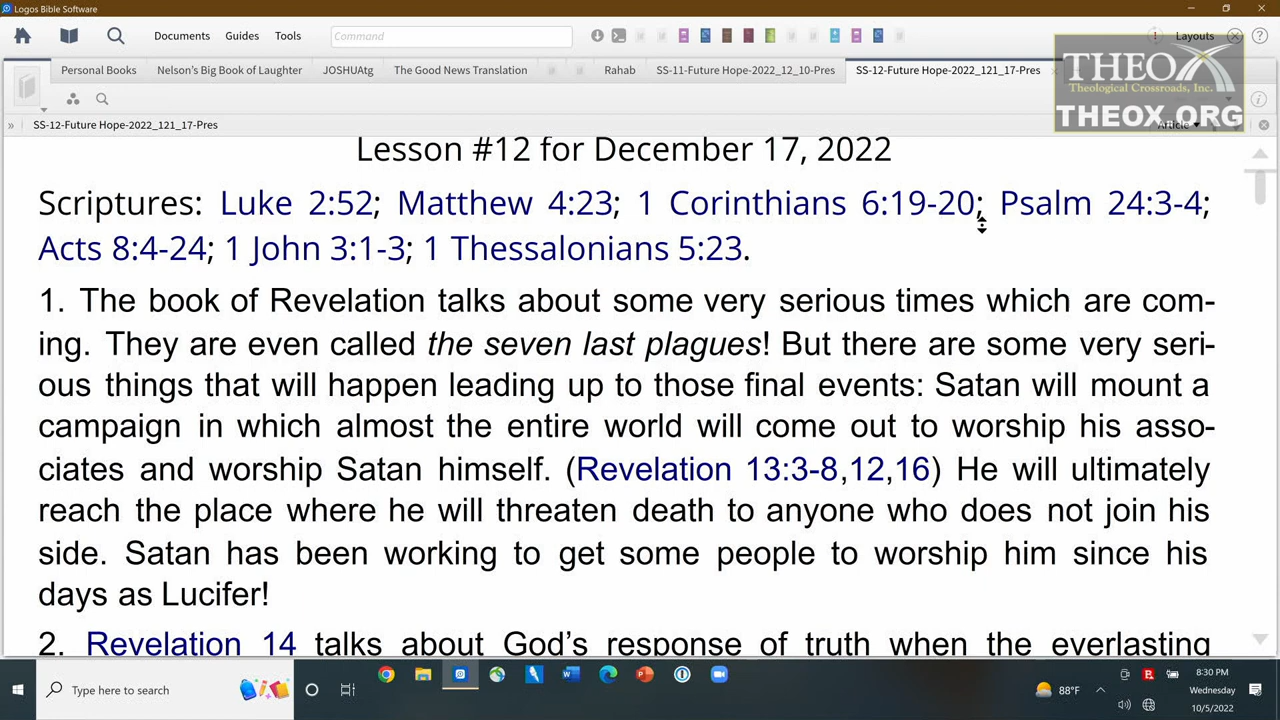 Logos Bible Software
Documents Guides Tools Command Layouts
Personal Books Nelson's Big Book of Laughter JOSHUAtg The Good News Translation Rahab SS-11-Future Hope-2022_12_10-Pres SS-12-Future Hope-2022_121_17-Pres
THEOX
Theological Crossroads, Inc.
THEOX.ORG
SS-12-Future Hope-2022_121_17-Pres Article
Lesson #12 for December 17, 2022
Scriptures: Luke 2:52; Matthew 4:23; 1 Corinthians 6:19-20; Psalm 24:3-4;
Acts 8:4-24; 1 John 3:1-3; 1 Thessalonians 5:23.
1. The book of Revelation talks about some very serious times which are com-
ing. They are even called the seven last plagues! But there are some very seri-
ous things that will happen leading up to those final events: Satan will mount a
campaign in which almost the entire world will come out to worship his asso-
ciates and worship Satan himself. (Revelation 13:3-8,12,16) He will ultimately
reach the place where he will threaten death to anyone who does not join his
side. Satan has been working to get some people to worship him since his
days as Lucifer!
2. Revelation 14 talks about God's response of truth when the everlasting
Type here to search
88°F
8:30 PM
Wednesday
10/5/2022